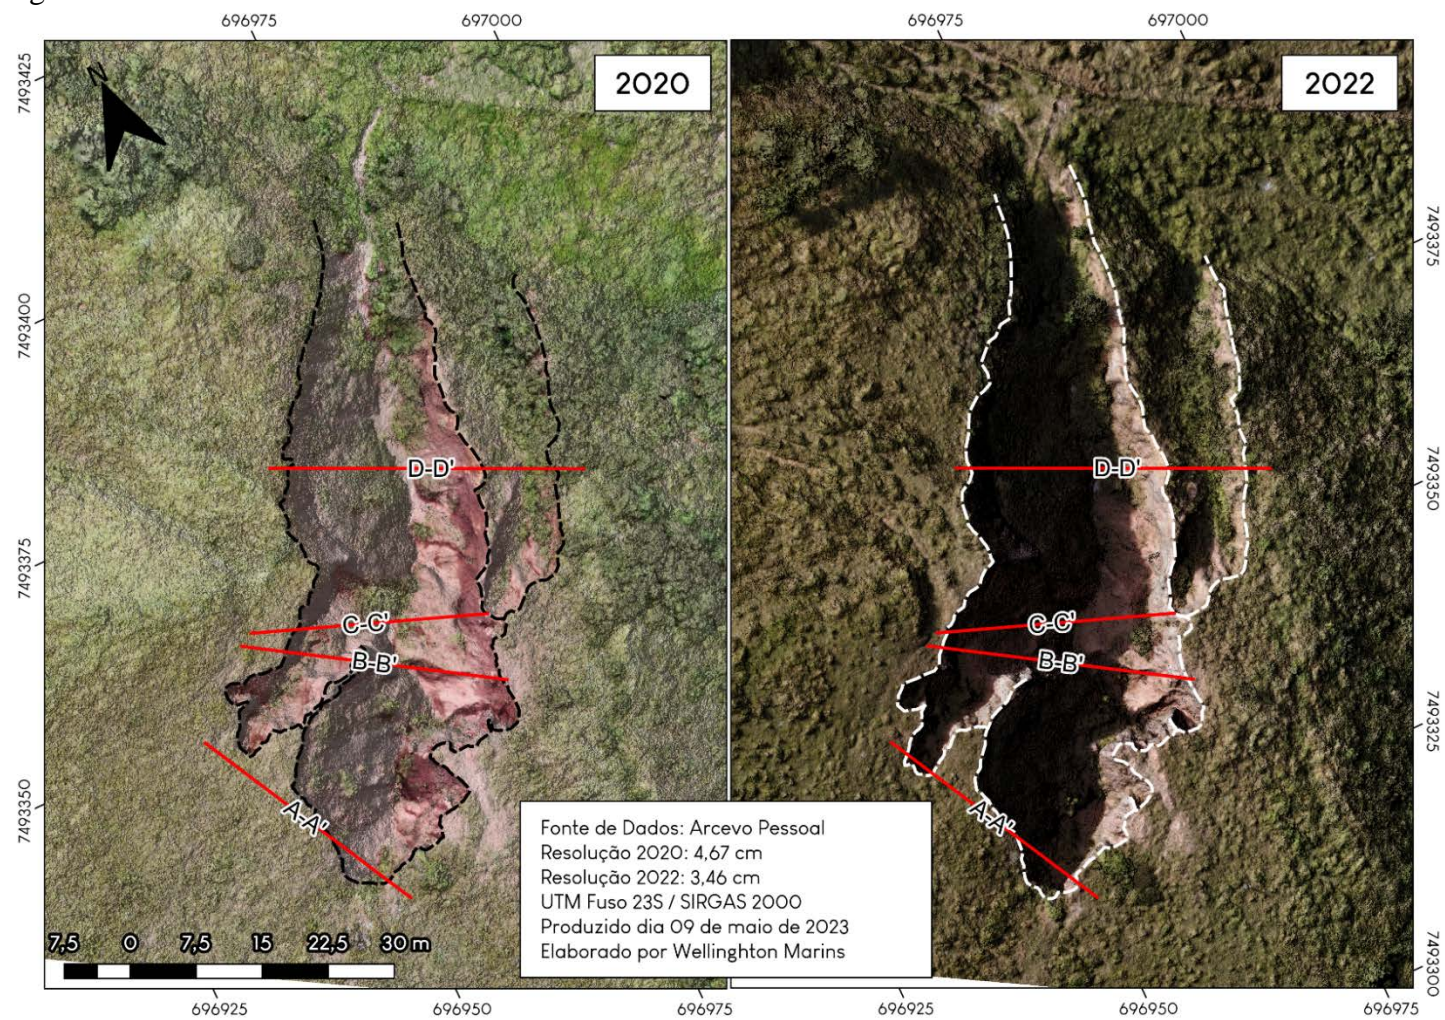 696975
697000
696975
697000
2020
2022
N
7493425
7493400
7493375
7493350
7493375
7493350
7493325
7493300
D-D'
C-C'
B-B'
A-A'
D-D'
C-C'
B-B'
A-A'
Fonte de Dados: Arcevo Pessoal
Resolução 2020: 4,67 cm
Resolução 2022: 3,46 cm
UTM Fuso 23S / SIRGAS 2000
Produzido dia 09 de maio de 2023
Elaborado por Wellinghton Marins
7,5 0 7,5 15 22,5 30 m
696925
696950
696975
696925
696950
696975